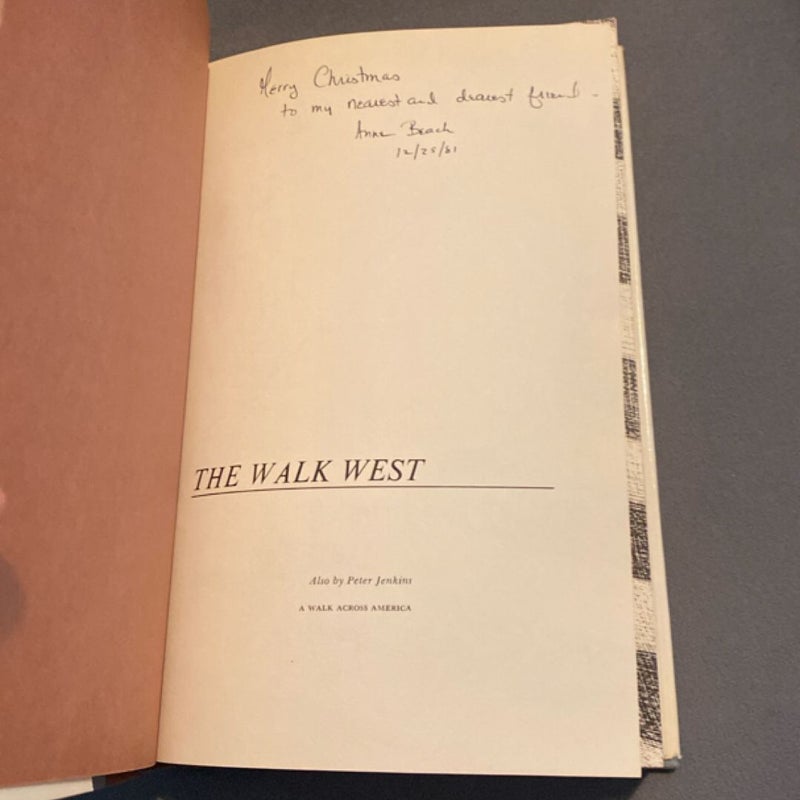 Merry Christmas
to my nearest and drarest friend -
Anne Beach
12/25/81
THE WALK WEST
Also by Peter Jenkins
A WALK ACROSS AMERICA